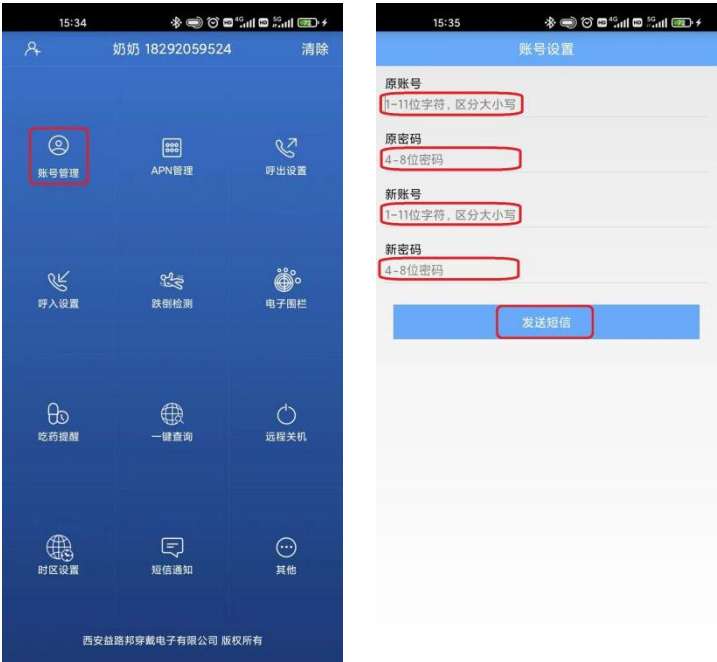 15:34
4G
5G
奶奶 18292059524
清除
账号管理
APN管理
呼出设置
呼入设置
跌倒检测
电子围栏
吃药提醒
一键查询
远程关机
时区设置
短信通知
其他
西安益路邦穿戴电子有限公司 版权所有
15:35
4G
5G
账号设置
原账号
1-11位字符, 区分大小写
原密码
4-8位密码
新账号
1-11位字符, 区分大小写
新密码
4-8位密码
发送短信